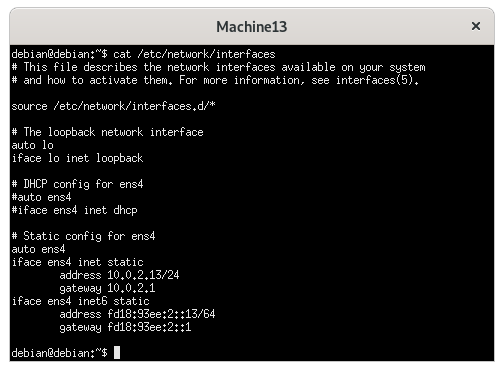 Machine13
×
debian@debian:~$ cat /etc/network/interfaces
# This file describes the network interfaces available on your system
# and how to activate them. For more information, see interfaces(5).
source /etc/network/interfaces.d/*
# The loopback network interface
auto lo
iface lo inet loopback
# DHCP config for ens4
#auto ens4
#iface ens4 inet dhcp
# Static config for ens4
auto ens4
iface ens4 inet static
        address 10.0.2.13/24
        gateway 10.0.2.1
iface ens4 inet6 static
        address fd18:93ee:2::13/64
        gateway fd18:93ee:2::1
debian@debian:~$